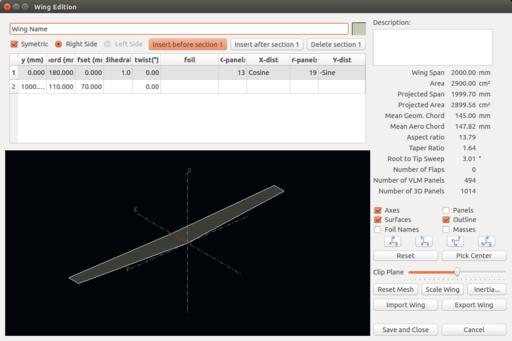 Wing Edition
Wing Name
Description:
Symetric Right Side Left Side Insert before section 1 Insert after section 1 Delete section 1
y (mm) ord (mr fset (mm) dihedral twist(°) foil X-panels X-dist Y-panels Y-dist
1 0.000 180.000 0.000 1.0 0.00 13 Cosine 19 -Sine
2 1000.... 110.000 70.000 0.00
Wing Span 2000.00 mm
Area 2900.00 cm²
Projected Span 1999.70 mm
Projected Area 2899.56 cm²
Mean Geom. Chord 145.00 mm
Mean Aero Chord 147.82 mm
Aspect ratio 13.79
Taper Ratio 1.64
Root to Tip Sweep 3.01 °
Number of Flaps 0
Number of VLM Panels 494
Number of 3D Panels 1014
Axes Panels
Surfaces Outline
Foil Names Masses
Reset Pick Center
Clip Plane
Reset Mesh Scale Wing Inertia...
Import Wing Export Wing
Save and Close Cancel